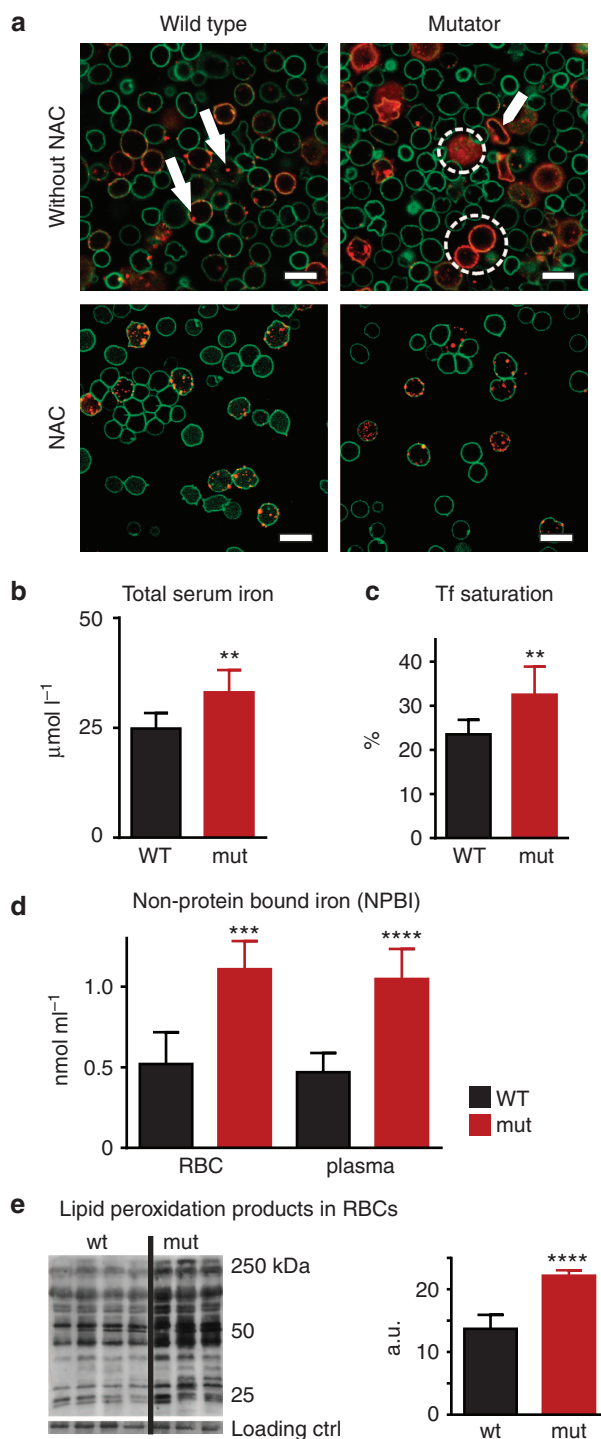 a
Wild type
Mutator
Without NAC
NAC
b
Total serum iron
50
25
0
μmol l−1
**
WT
mut
c
Tf saturation
40
30
20
10
0
%
**
WT
mut
d
Non-protein bound iron (NPBI)
1.0
0.5
0
nmol ml−1
***
****
RBC
plasma
WT
mut
e
Lipid peroxidation products in RBCs
wt
mut
250 kDa
50
25
Loading ctrl
20
10
0
a.u.
****
wt
mut